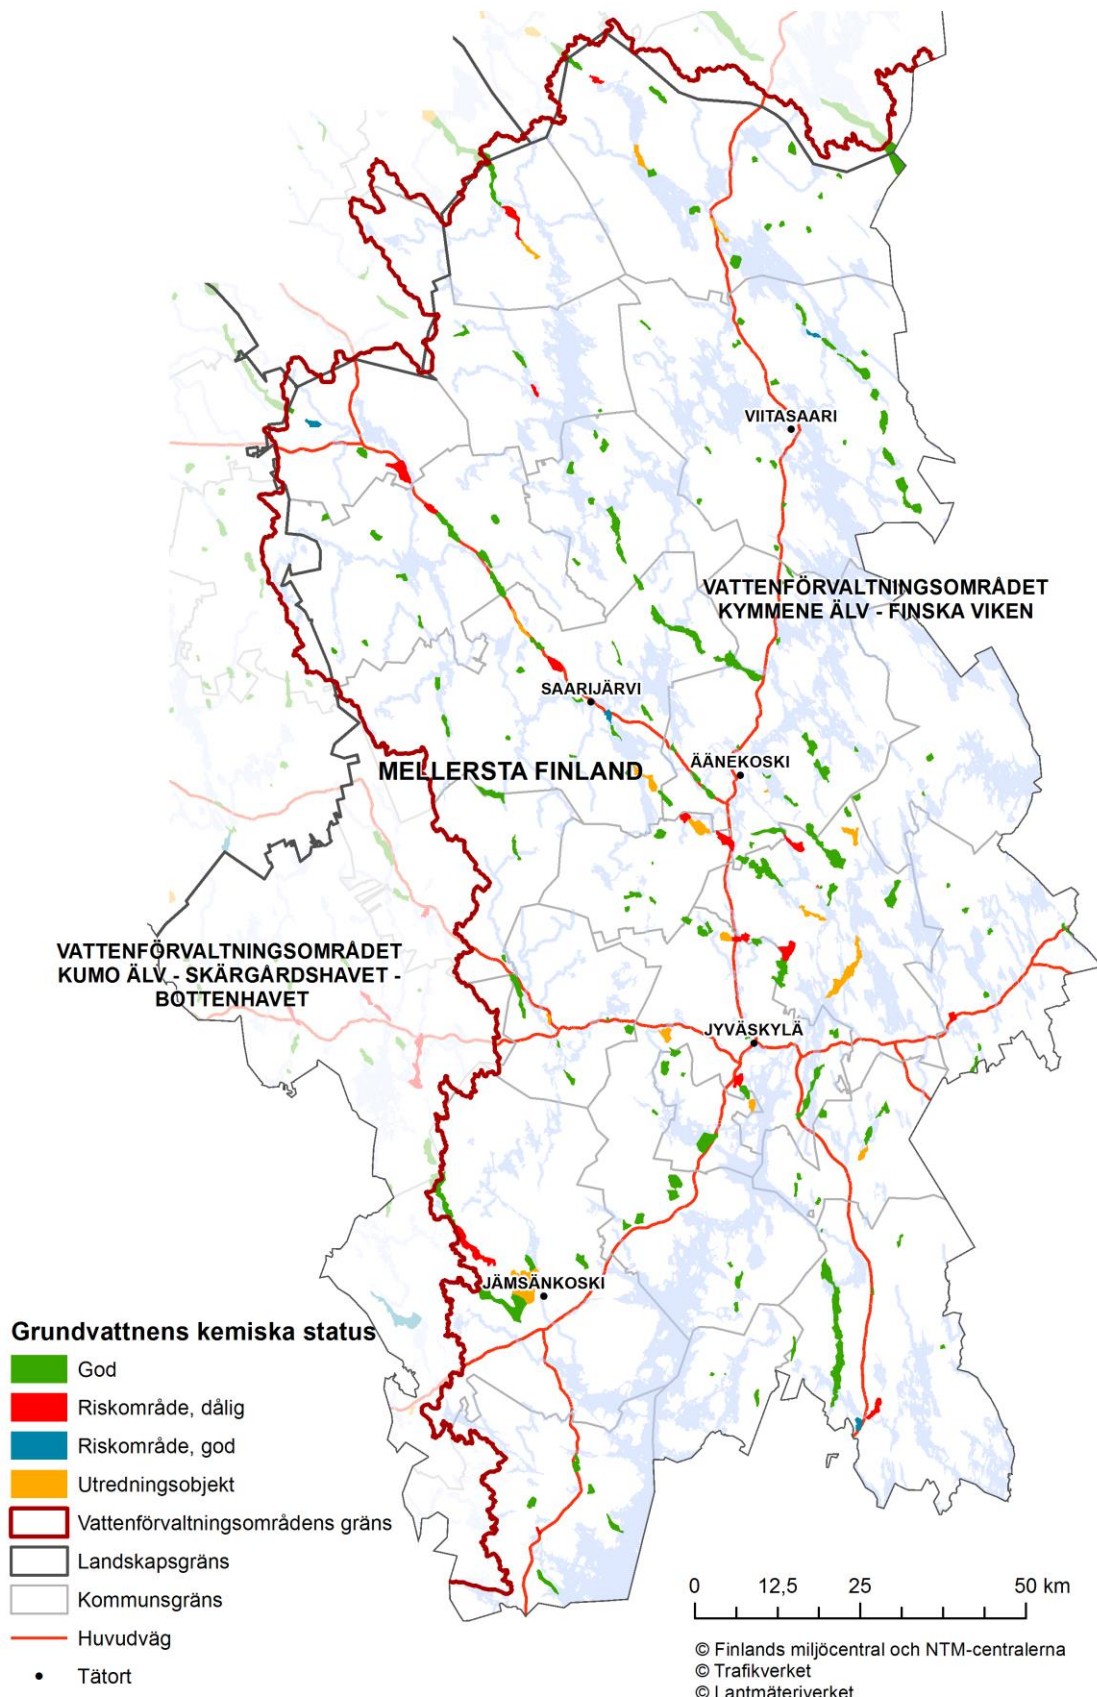 VIITASAARI
VATTENFÖRVALTNINGSOMRÅDET
KYMMENE ÄLV - FINSKA VIKEN
SAARIJÄRVI
ÄÄNEKOSKI
MELLERSTA FINLAND
VATTENFÖRVALTNINGSOMRÅDET
KUMO ÄLV - SKÄRGÅRDSHAVET -
BOTTENHAVET
JYVÄSKYLÄ
JÄMSÄNKOSKI
Grundvattnens kemiska status
God
Riskområde, dålig
Riskområde, god
Utredningsobjekt
Vattenförvaltningsområdens gräns
Landskapsgräns
Kommunsgräns
Huvudväg
Tätort
0 12,5 25 50 km
© Finlands miljöcentral och NTM-centralerna
© Trafikverket
© Lantmäteriverket